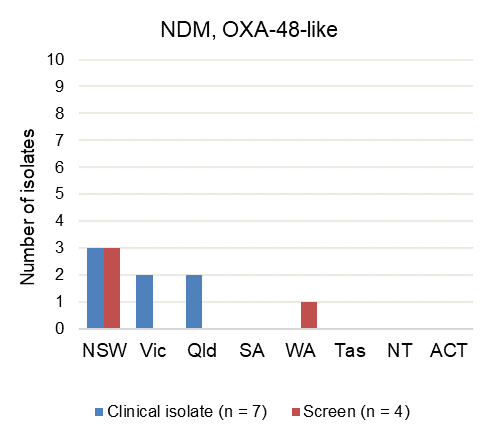 NDM, OXA-48-like
Number of isolates
10
9
8
7
6
5
4
3
2
1
0
NSW Vic Qld SA WA Tas NT ACT
Clinical isolate (n = 7) Screen (n = 4)